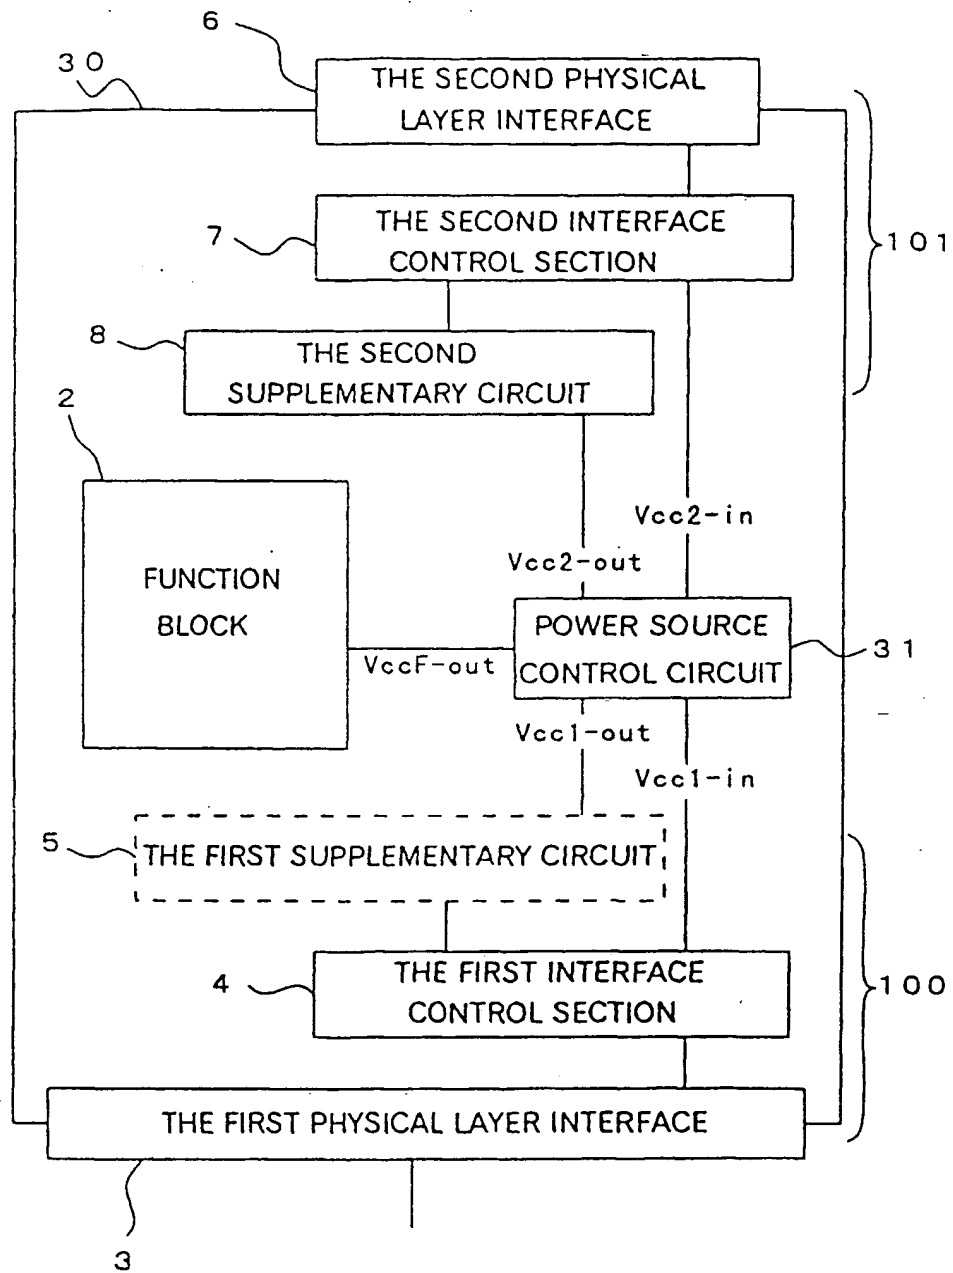 6
30
THE SECOND PHYSICAL
LAYER INTERFACE
7
THE SECOND INTERFACE
CONTROL SECTION
101
8
THE SECOND
SUPPLEMENTARY CIRCUIT
2
Vcc2-in
Vcc2-out
FUNCTION
BLOCK
POWER SOURCE
CONTROL CIRCUIT
31
VccF-out
Vcc1-out
Vcc1-in
5
THE FIRST SUPPLEMENTARY CIRCUIT
4
THE FIRST INTERFACE
CONTROL SECTION
100
THE FIRST PHYSICAL LAYER INTERFACE
3